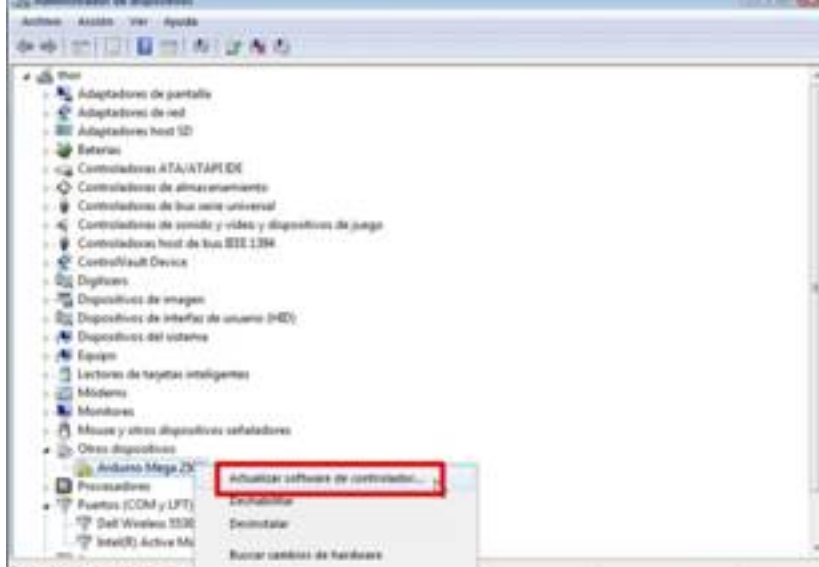 Administrador de dispositivos
Archivo Acción Ver Ayuda
thor
Adaptadores de pantalla
Adaptadores de red
Adaptadores host SD
Baterías
Controladoras ATA/ATAPI IDE
Controladoras de almacenamiento
Controladoras de bus serie universal
Controladoras de sonido y vídeo y dispositivos de juego
Controladoras host de bus IEEE 1394
ControlVault Device
Digitizers
Dispositivos de imagen
Dispositivos de interfaz de usuario (HID)
Dispositivos del sistema
Equipo
Lectores de tarjetas inteligentes
Módems
Monitores
Mouse y otros dispositivos señaladores
Otros dispositivos
Arduino Mega
Actualizar software de controlador...
Procesadores
Deshabilitar
Puertos (COM y LPT)
Dell Wireless
Desinstalar
Intel(R) Active
Buscar cambios de hardware